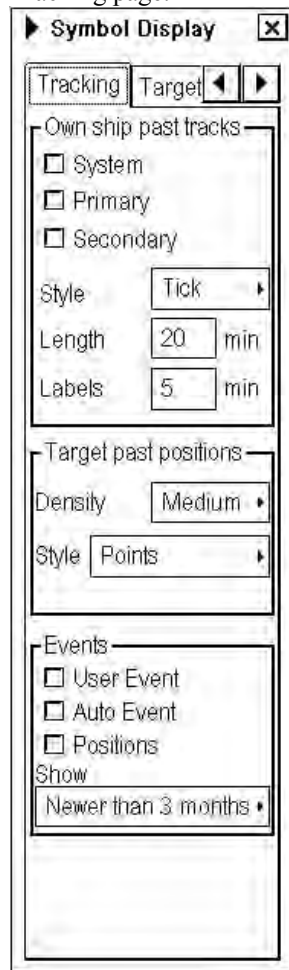 Symbol Display
Tracking Target
Own ship past tracks
System
Primary
Secondary
Style Tick
Length 20 min
Labels 5 min
Target past positions
Density Medium
Style Points
Events
User Event
Auto Event
Positions
Show
Newer than 3 months